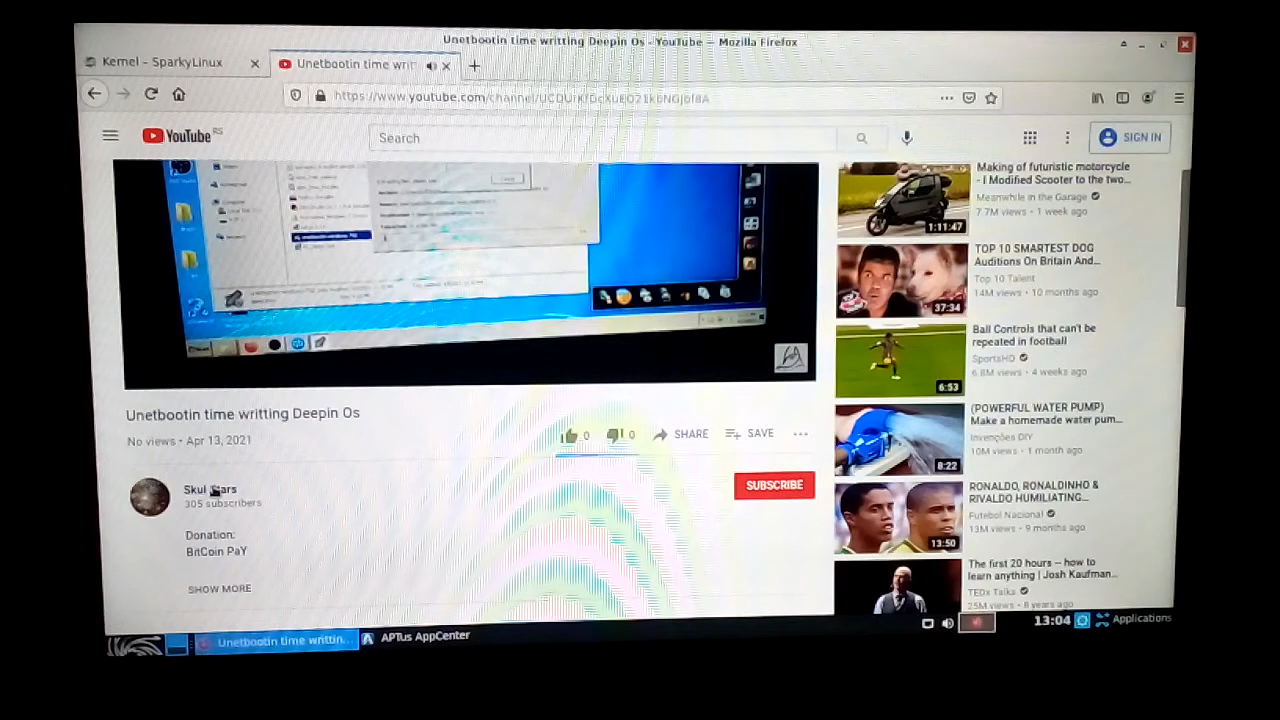 Unetbootin time writting Deepin Os - YouTube — Mozilla Firefox
Kernel - SparkyLinux
Unetbootin time writ
YouTube RS
Search
SIGN IN
Unetbootin time writting Deepin Os
No views • Apr 13, 2021
0
0
SHARE
SAVE
305 subscribers
SUBSCRIBE
Donation:
BitCoin PaY
SHOW MORE
Making of futuristic motorcycle
- I Modified Scooter to the two...
Meanwhile in the Garage
7.7M views • 1 week ago
1:11:47
TOP 10 SMARTEST DOG
Auditions On Britain And...
Top 10 Talent
14M views • 10 months ago
37:34
Ball Controls that can't be
repeated in football
SportsHD
6.8M views • 4 weeks ago
6:53
(POWERFUL WATER PUMP)
Make a homemade water pum...
Invenções DIY
10M views • 1 month ago
8:22
RONALDO, RONALDINHO &
RIVALDO HUMILIATING...
Futebol Nacional
13M views • 9 months ago
13:50
The first 20 hours -- how to
learn anything | Josh Kaufman...
TEDx Talks
25M views • 8 years ago
Unetbootin time writtin...
APTus AppCenter
13:04
Applications